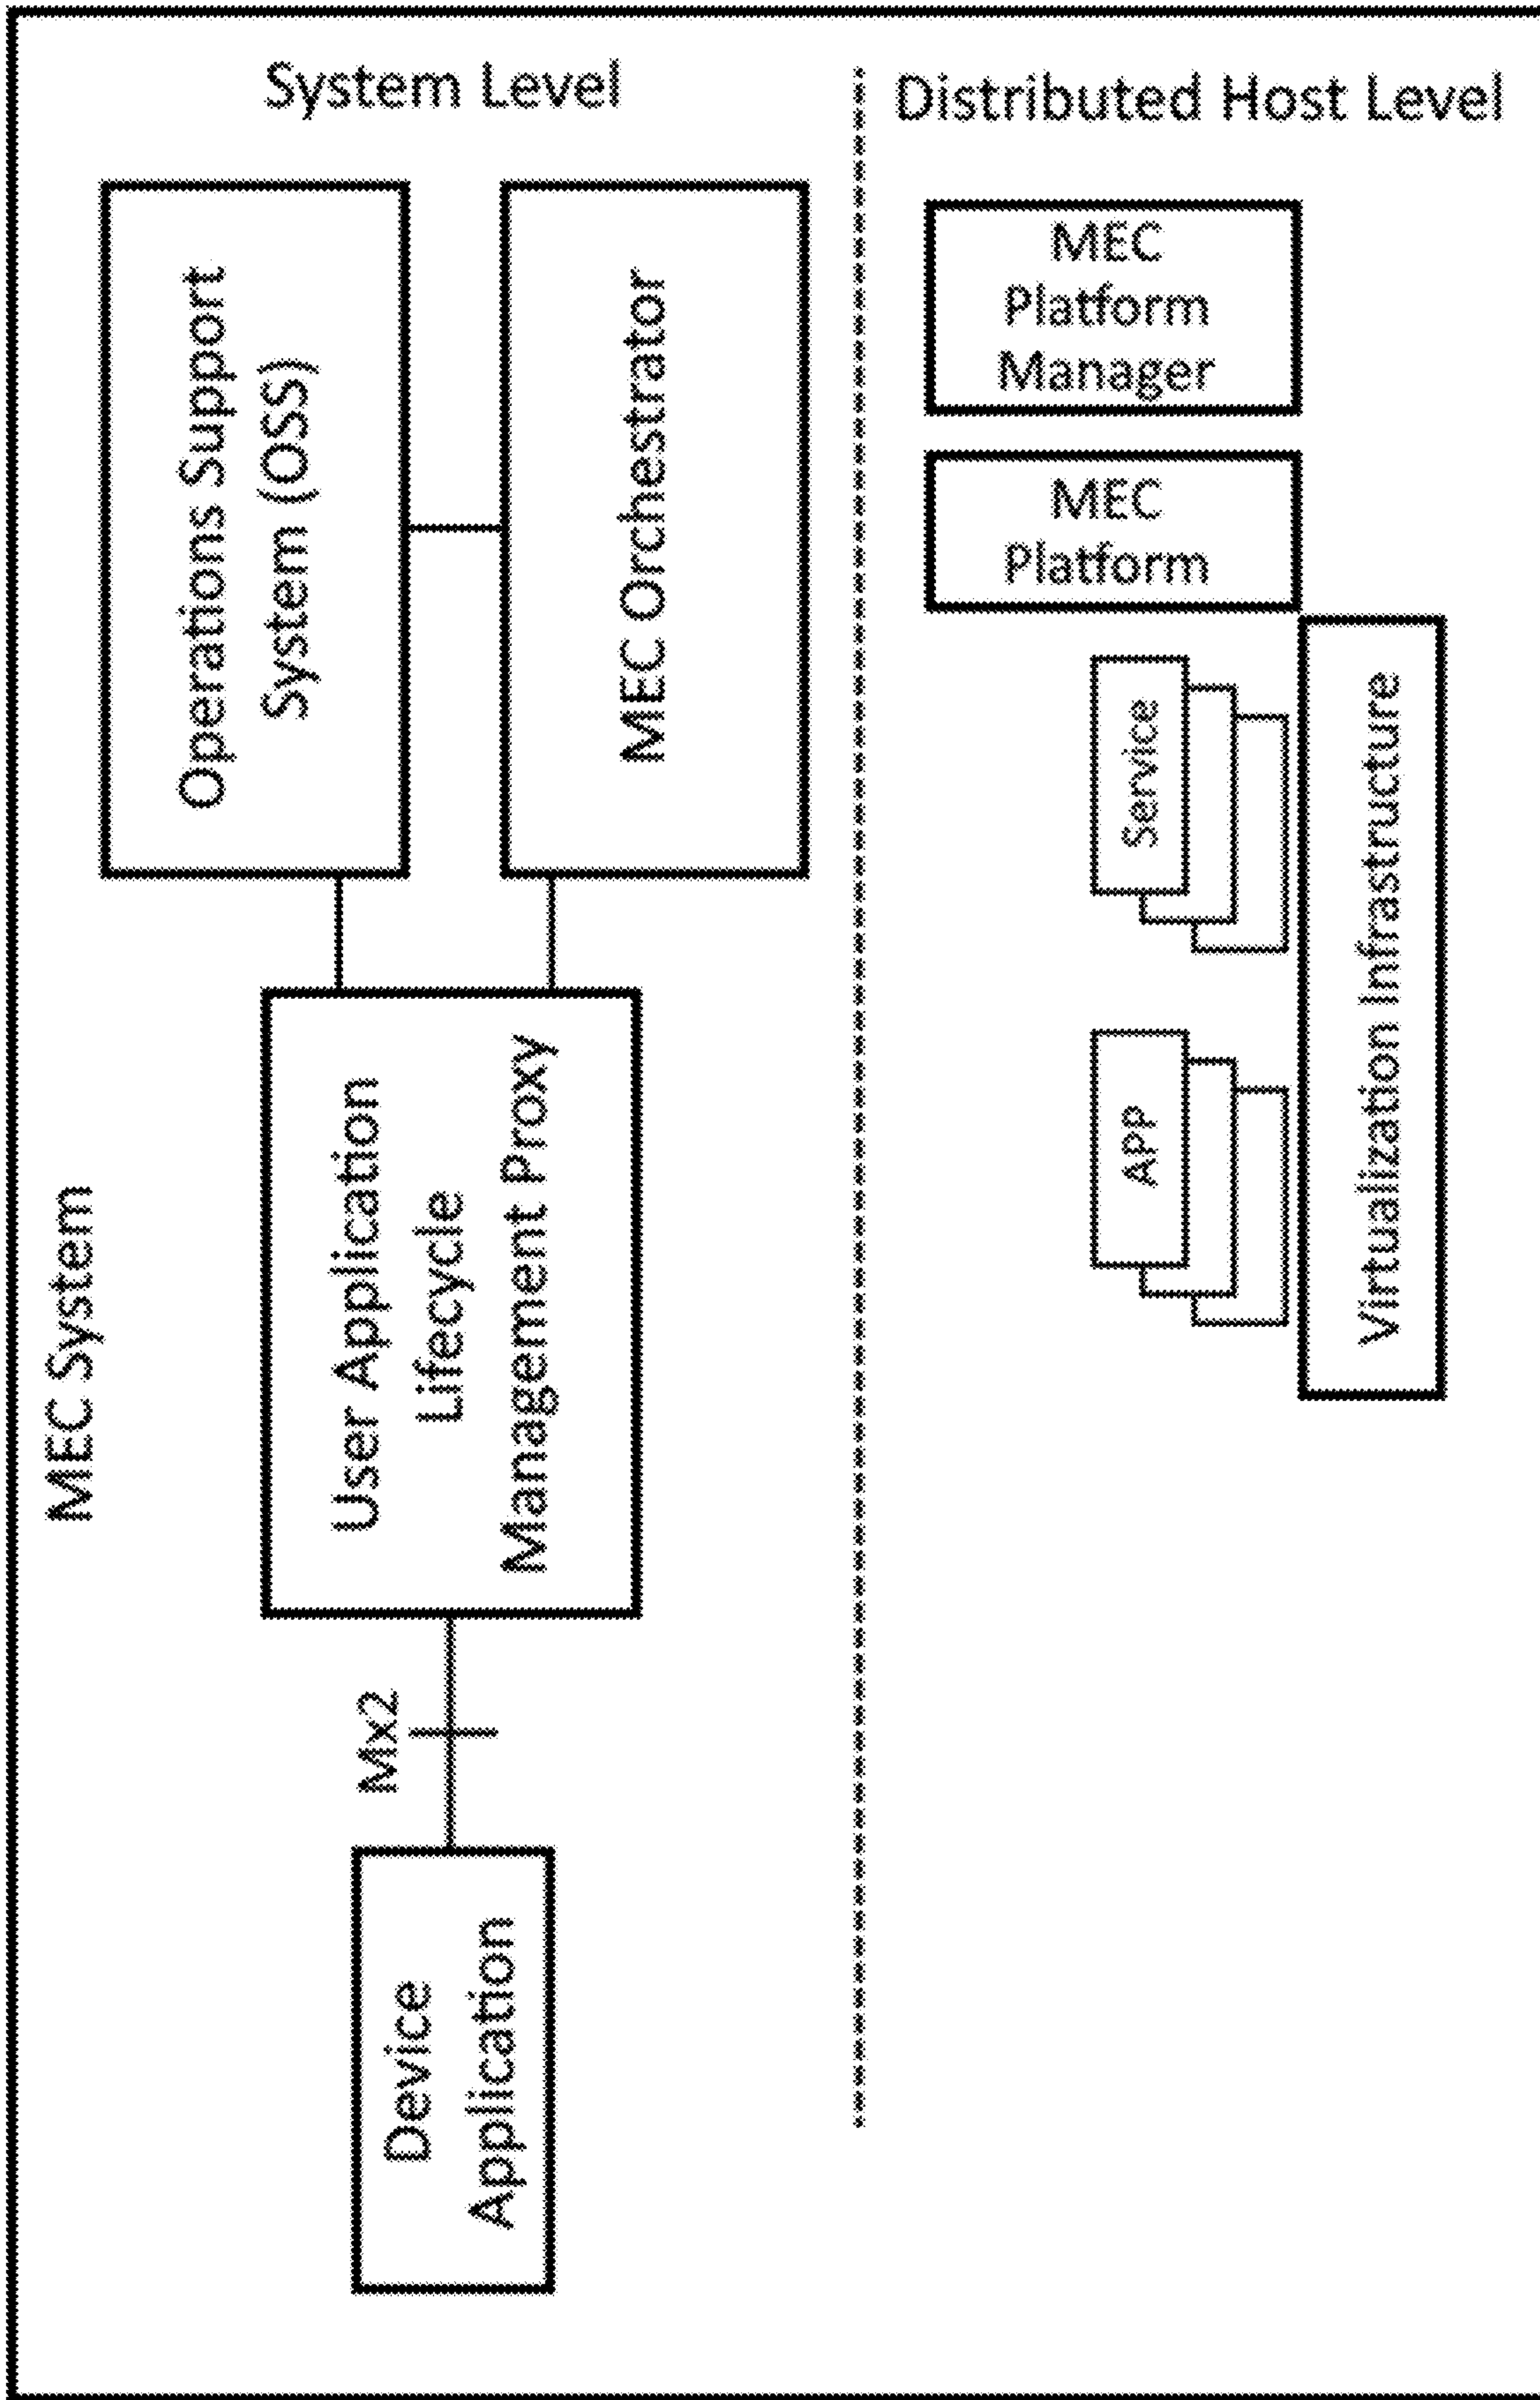 MEC System
System Level
Device
Application
Mx2
User Application
Lifecycle
Management Proxy
Operations Support
System (OSS)
MEC Orchestrator
Distributed Host Level
APP
Service
MEC
Platform
MEC
Platform
Manager
Virtualization Infrastructure